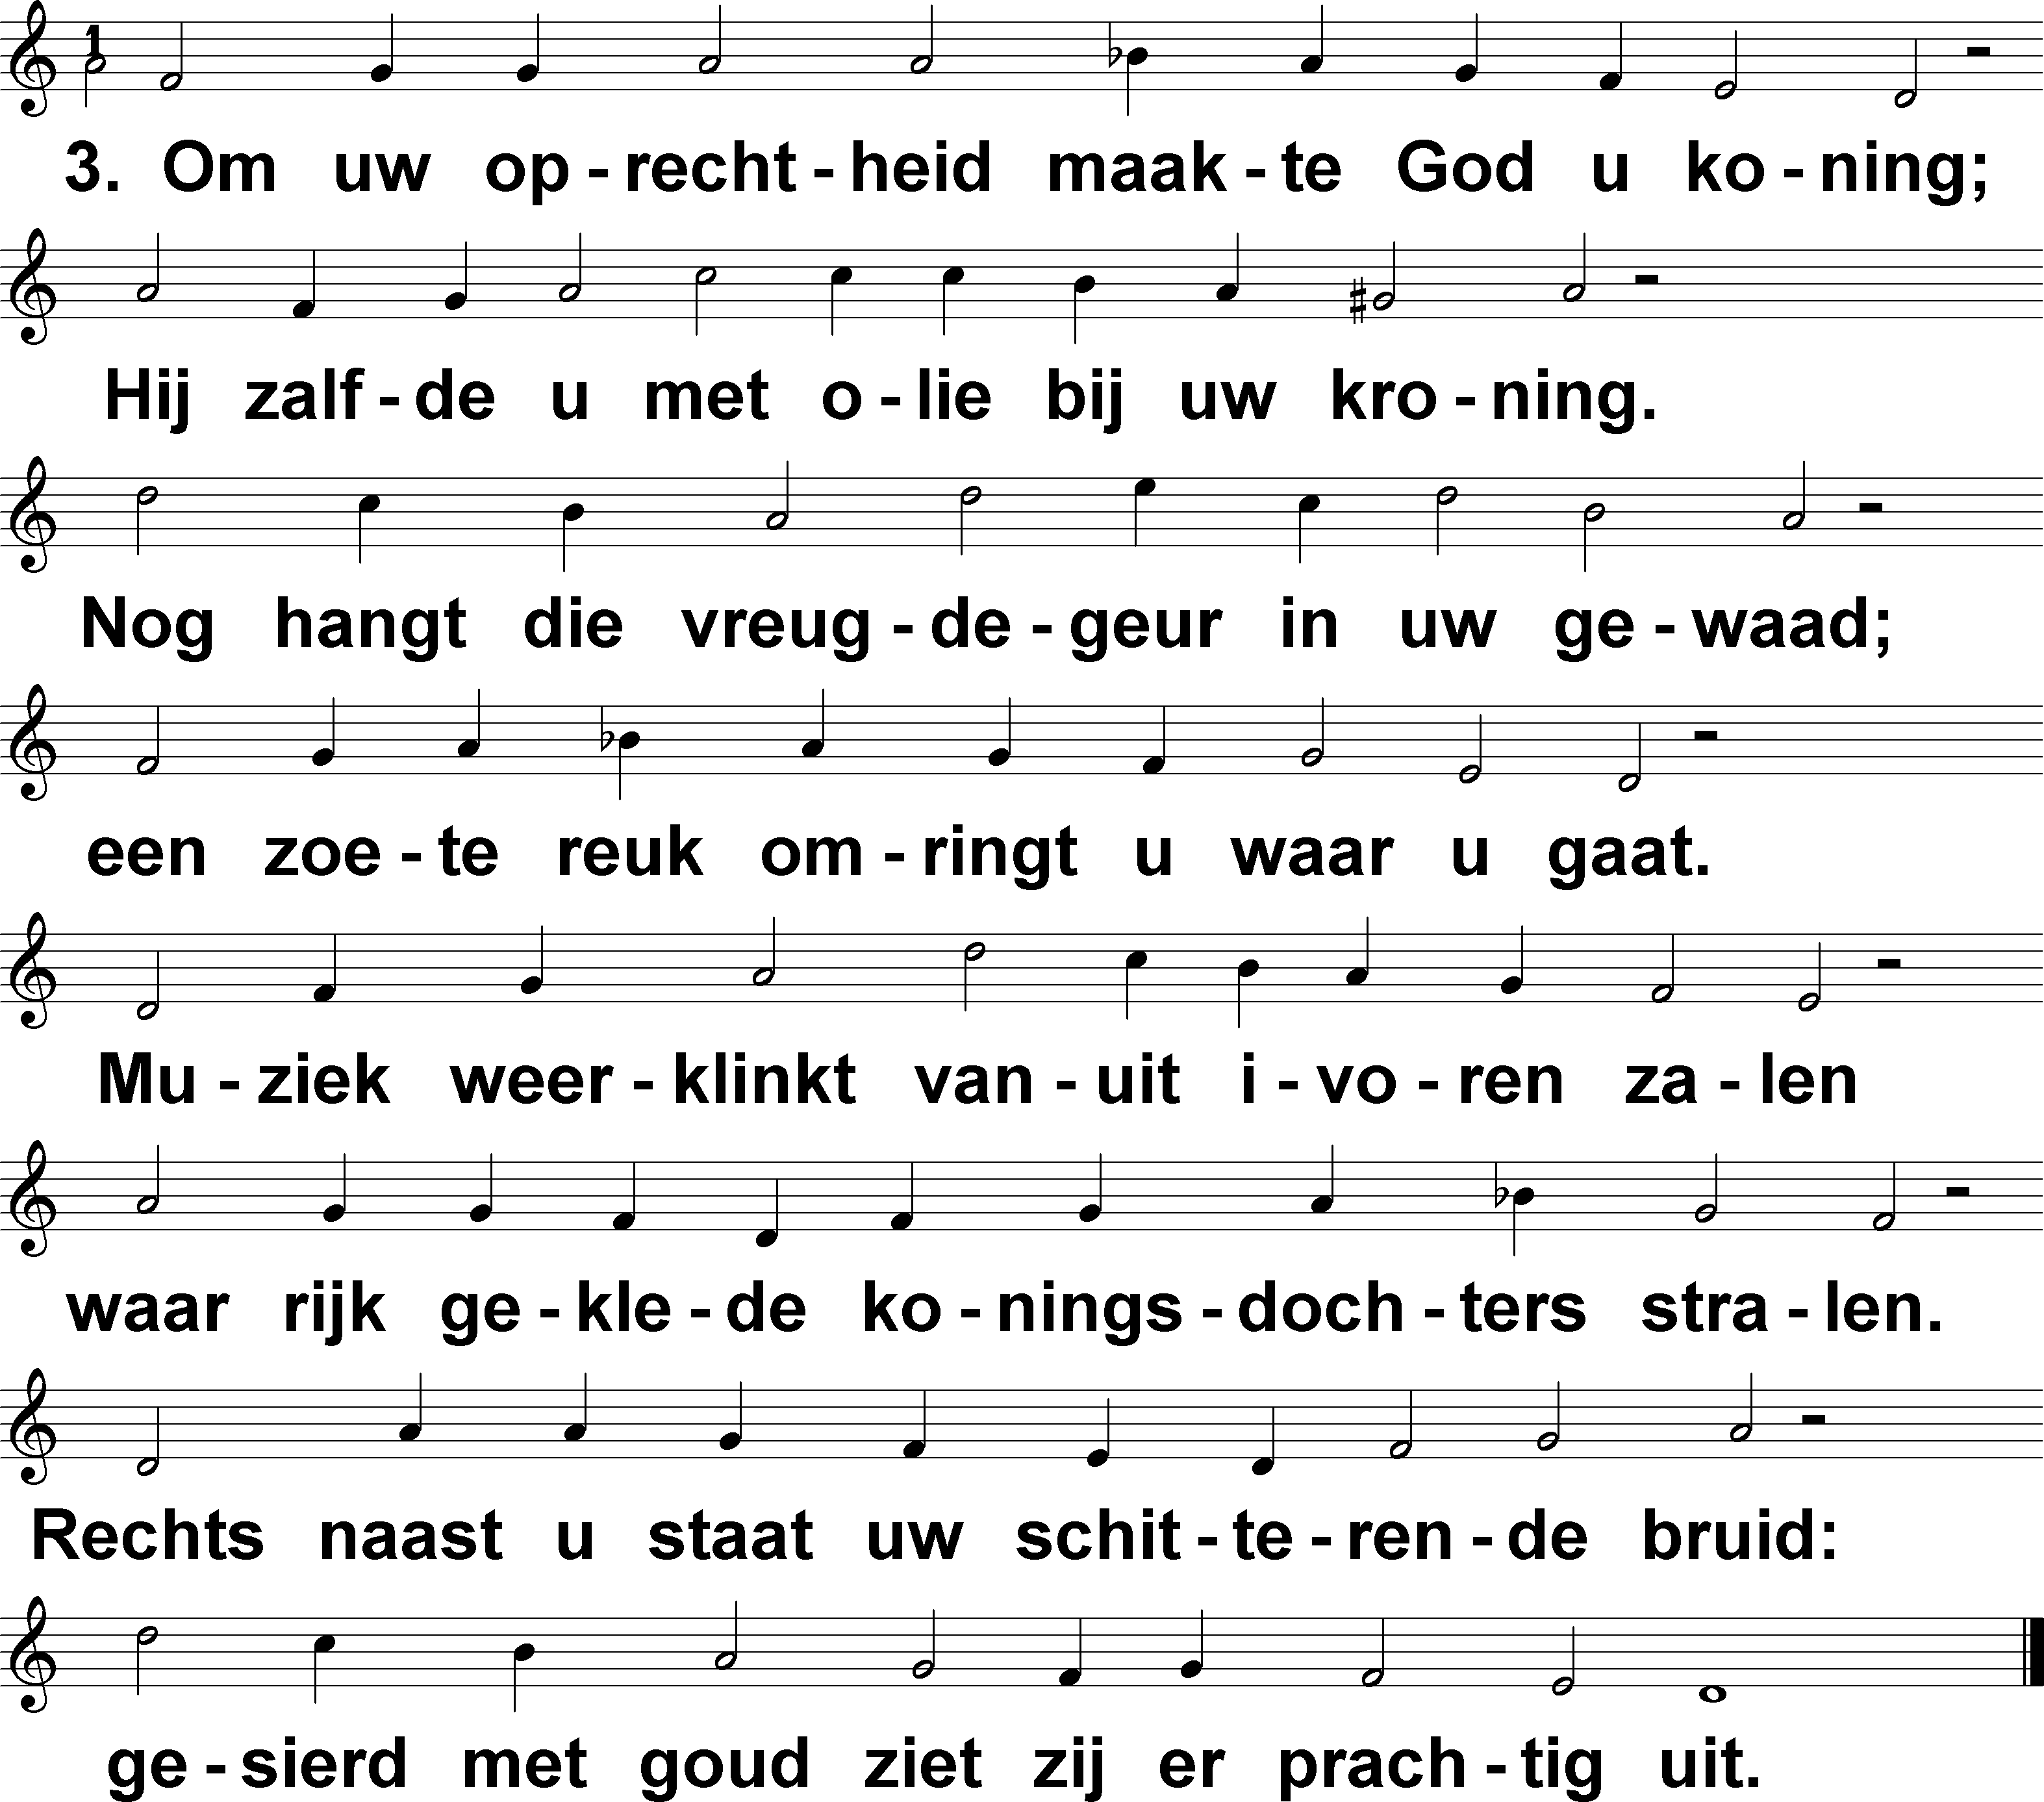 1
3. Om uw op-recht-heid maak-te God u ko-ning;
Hij zalf-de u met o-lie bij uw kro-ning.
Nog hangt die vreug-de-geur in uw ge-waad;
een zoe-te reuk om-ringt u waar u gaat.
Mu-ziek weer-klinkt van-uit i-vo-ren za-len
waar rijk ge-kle-de ko-nings-doch-ters stra-len.
Rechts naast u staat uw schit-te-ren-de bruid:
ge-sierd met goud ziet zij er prach-tig uit.